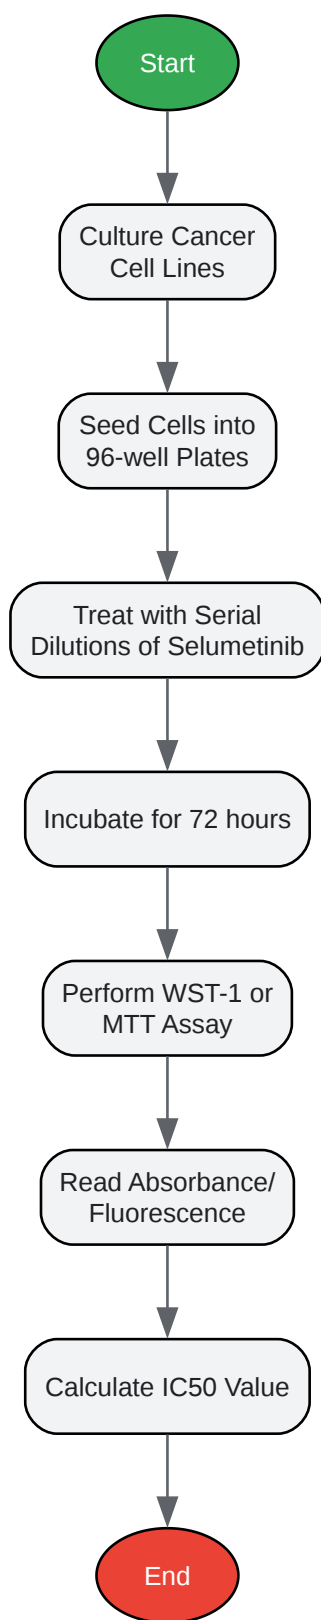 Start
Culture Cancer
Cell Lines
Seed Cells into
96-well Plates
Treat with Serial
Dilutions of Selumetinib
Incubate for 72 hours
Perform WST-1 or
MTT Assay
Read Absorbance/
Fluorescence
Calculate IC50 Value
End